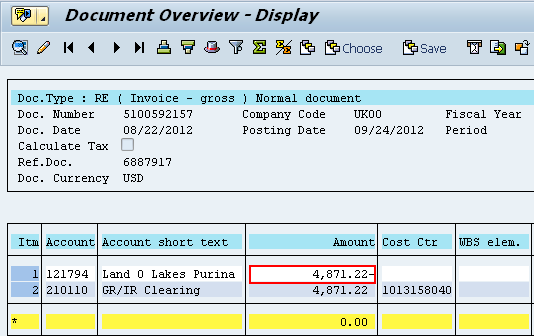 Document Overview - Display
Choose Save
Doc.Type : RE ( Invoice - gross ) Normal document
Doc. Number 5100592157 Company Code UK00 Fiscal Year
Doc. Date 08/22/2012 Posting Date 09/24/2012 Period
Calculate Tax
Ref.Doc. 6887917
Doc. Currency USD
Itm Account Account short text Amount Cost Ctr WBS elem.
1 121794 Land O Lakes Purina 4,871.22-
2 210110 GR/IR Clearing 4,871.22 1013158040
* 0.00